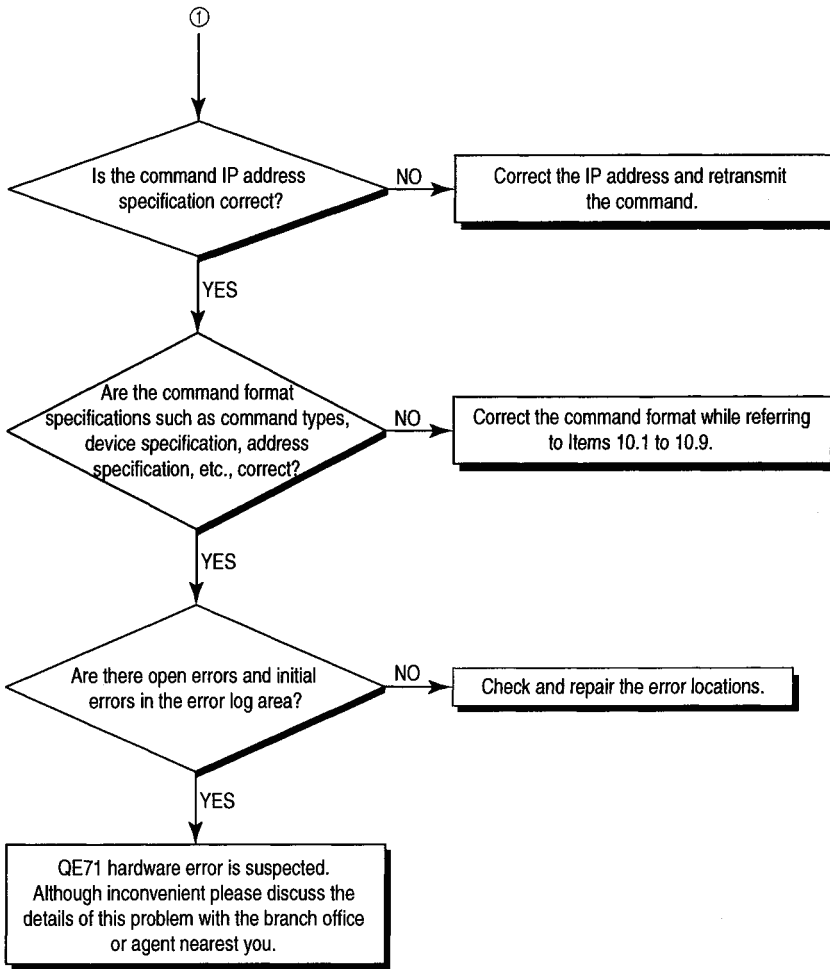 ①
Is the command IP address
specification correct?
NO
Correct the IP address and retransmit
the command.
YES
Are the command format
specifications such as command types,
device specification, address
specification, etc., correct?
NO
Correct the command format while referring
to Items 10.1 to 10.9.
YES
Are there open errors and initial
errors in the error log area?
NO
Check and repair the error locations.
YES
QE71 hardware error is suspected.
Although inconvenient please discuss the
details of this problem with the branch office
or agent nearest you.